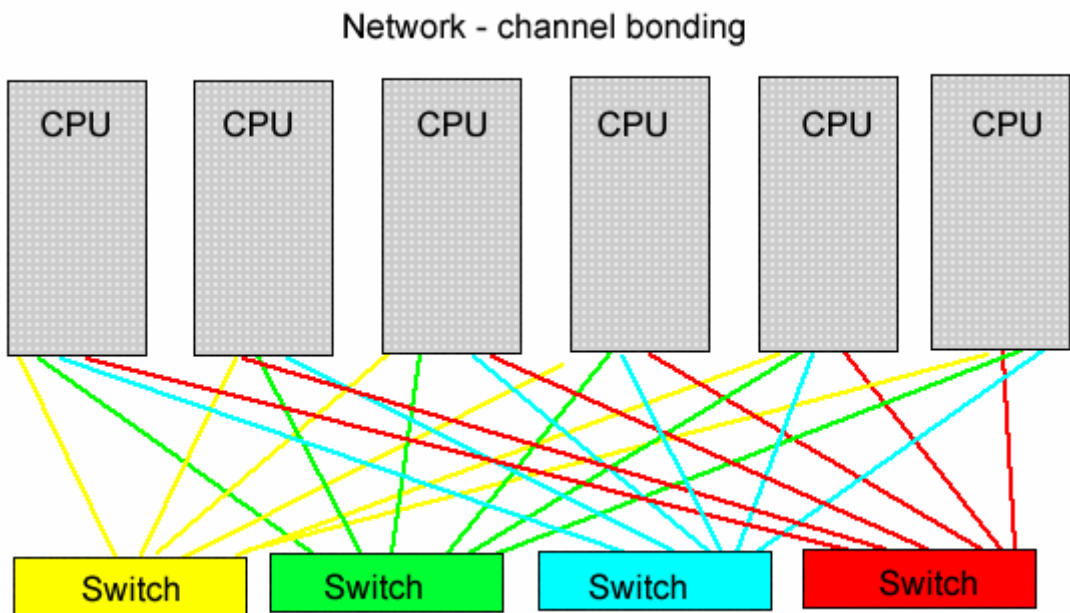 Network - channel bonding
CPU CPU CPU CPU CPU CPU
Switch Switch Switch Switch